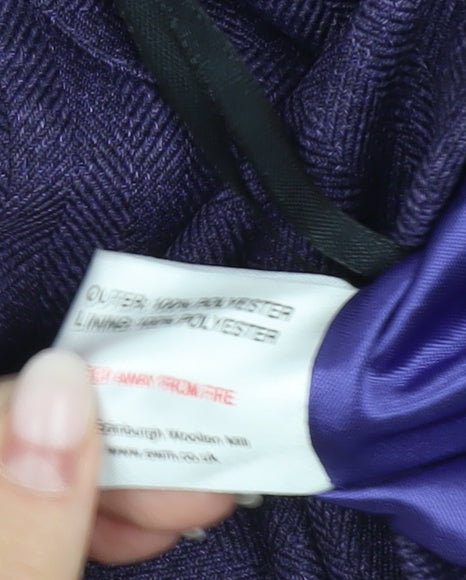 OUTER: 100% POLYESTER
LINING: 100% POLYESTER
AWAY FROM FIRE
Edinburgh Woollen Mill
www.ewm.co.uk